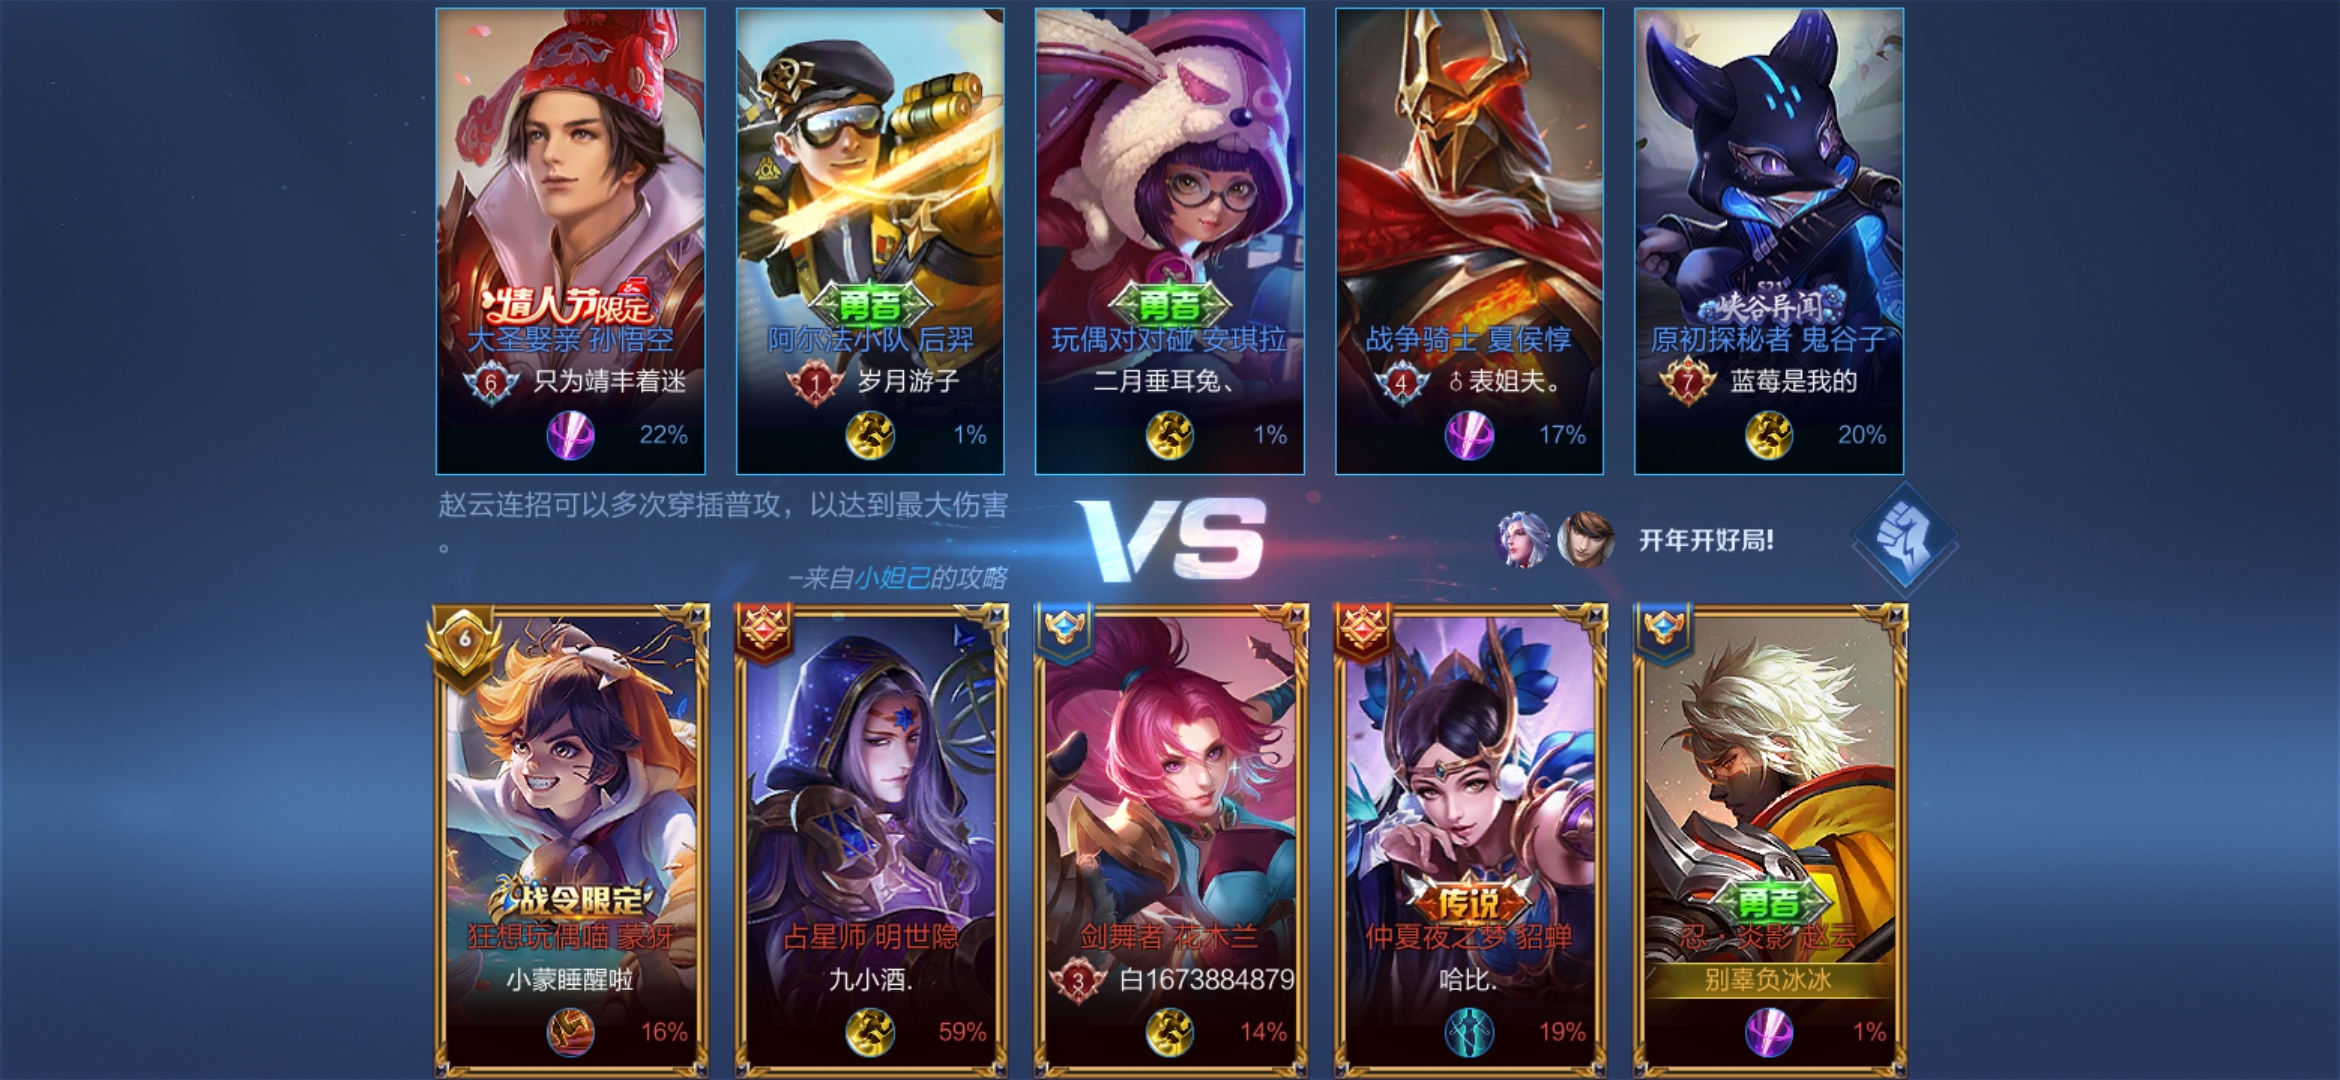 情人节限定
大圣娶亲 孙悟空
6 只为靖丰着迷
22%
勇者
阿尔法小队 后羿
1 岁月游子
1%
勇者
玩偶对对碰 安琪拉
二月垂耳兔、
1%
战争骑士 夏侯惇
4 ♂表姐夫。
17%
S21
峡谷异闻
原初探秘者 鬼谷子
7 蓝莓是我的
20%
赵云连招可以多次穿插普攻，以达到最大伤害
。
–来自小妲己的攻略
VS
开年开好局!
6
战令限定
狂想玩偶喵 蒙犽
小蒙睡醒啦
16%
占星师 明世隐
九小酒.
59%
剑舞者 花木兰
3 白1673884879
14%
传说
仲夏夜之梦 貂蝉
哈比.
19%
勇者
忍·炎影 赵云
别辜负冰冰
1%